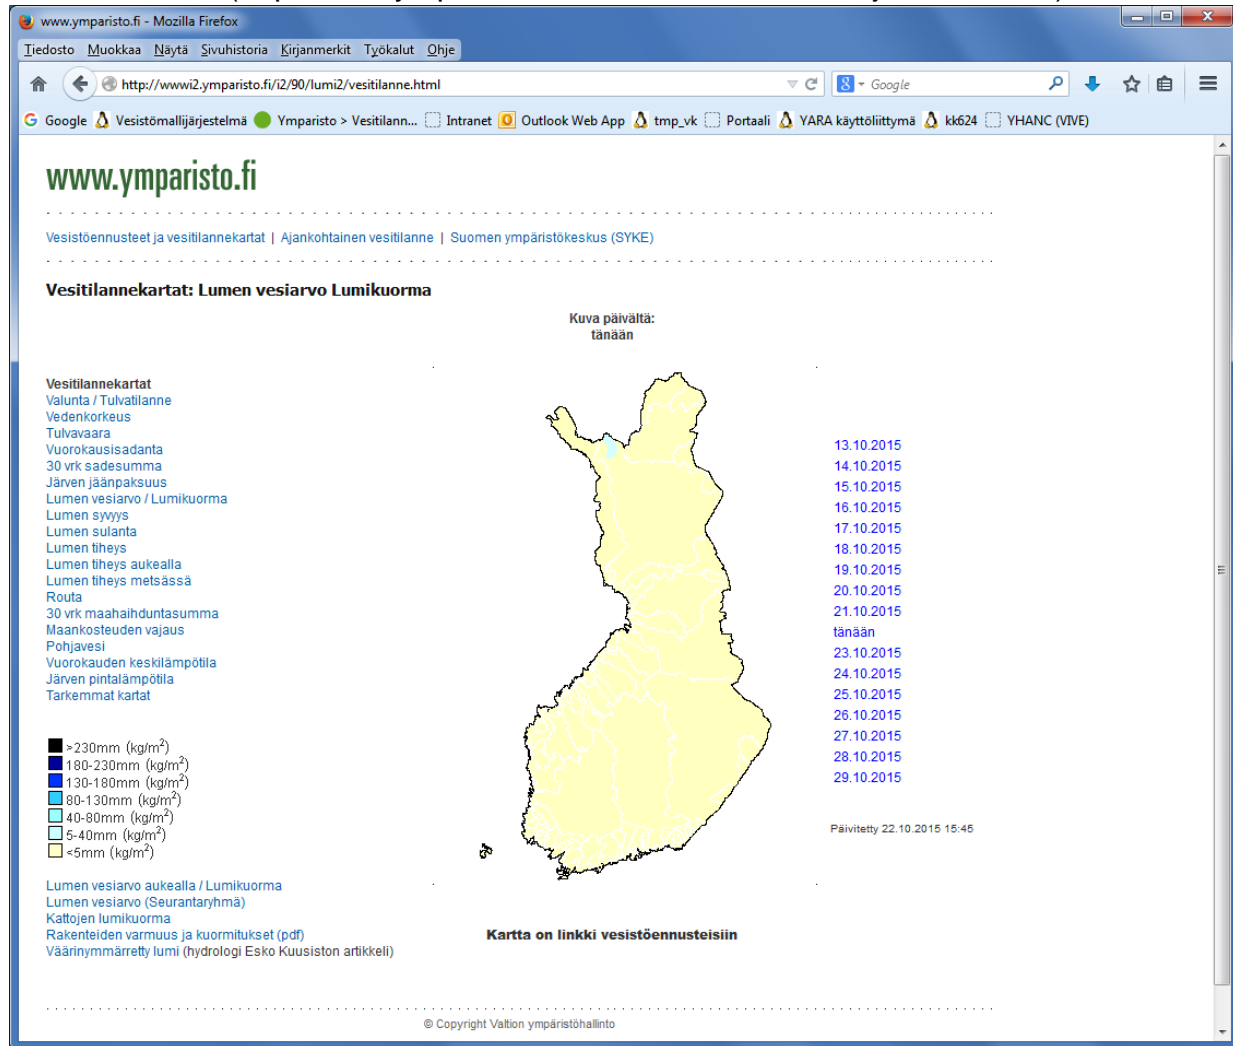 www.ymparisto.fi - Mozilla Firefox
Tiedosto Muokkaa Näytä Sivuhistoria Kirjanmerkit Työkalut Ohje
http://wwwi2.ymparisto.fi/i2/90/lumi2/vesitilanne.html
Google
Google Vesistömallijärjestelmä Ymparisto > Vesitilann... Intranet Outlook Web App tmp_vk Portaali YARA käyttöliittymä kk624 YHANC (VIVE)
www.ymparisto.fi
Vesistöennusteet ja vesitilannekartat | Ajankohtainen vesitilanne | Suomen ympäristökeskus (SYKE)
Vesitilannekartat: Lumen vesiarvo Lumikuorma
Kuva päivältä:
tänään
Vesitilannekartat
Valunta / Tulvatilanne
Vedenkorkeus
Tulvavaara
Vuorokausisadanta
30 vrk sadesumma
Järven jäänpaksuus
Lumen vesiarvo / Lumikuorma
Lumen syvyys
Lumen sulanta
Lumen tiheys
Lumen tiheys aukealla
Lumen tiheys metsässä
Routa
30 vrk maahaihduntasumma
Maankosteuden vajaus
Pohjavesi
Vuorokauden keskilämpötila
Järven pintalämpötila
Tarkemmat kartat
>230mm (kg/m²)
180-230mm (kg/m²)
130-180mm (kg/m²)
80-130mm (kg/m²)
40-80mm (kg/m²)
5-40mm (kg/m²)
<5mm (kg/m²)
Lumen vesiarvo aukealla / Lumikuorma
Lumen vesiarvo (Seurantaryhmä)
Kattojen lumikuorma
Rakenteiden varmuus ja kuormitukset (pdf)
Väärinymmärretty lumi (hydrologi Esko Kuusiston artikkeli)
13.10.2015
14.10.2015
15.10.2015
16.10.2015
17.10.2015
18.10.2015
19.10.2015
20.10.2015
21.10.2015
tänään
23.10.2015
24.10.2015
25.10.2015
26.10.2015
27.10.2015
28.10.2015
29.10.2015
Päivitetty 22.10.2015 15:45
Kartta on linkki vesistöennusteisiin
© Copyright Valtion ympäristöhallinto